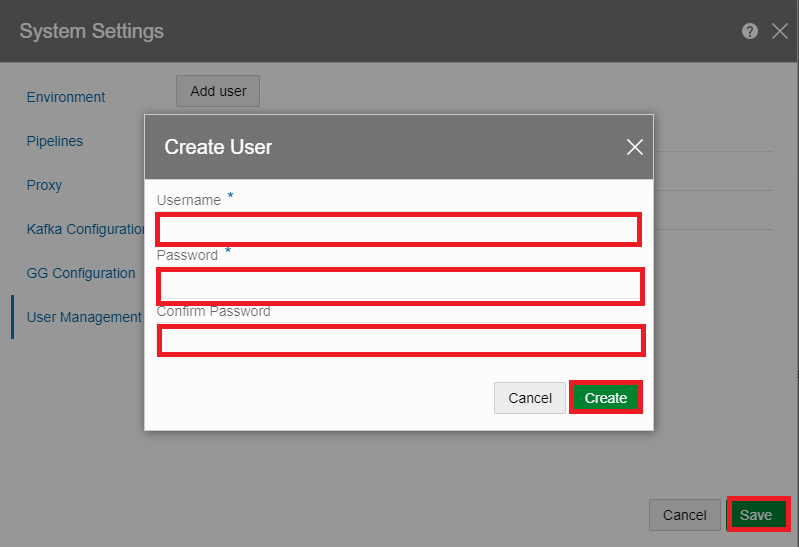 System Settings
?
Environment
Add user
Pipelines
Proxy
Kafka Configuration
GG Configuration
User Management
Create User
Username *
Password *
Confirm Password
Cancel
Create
Cancel
Save